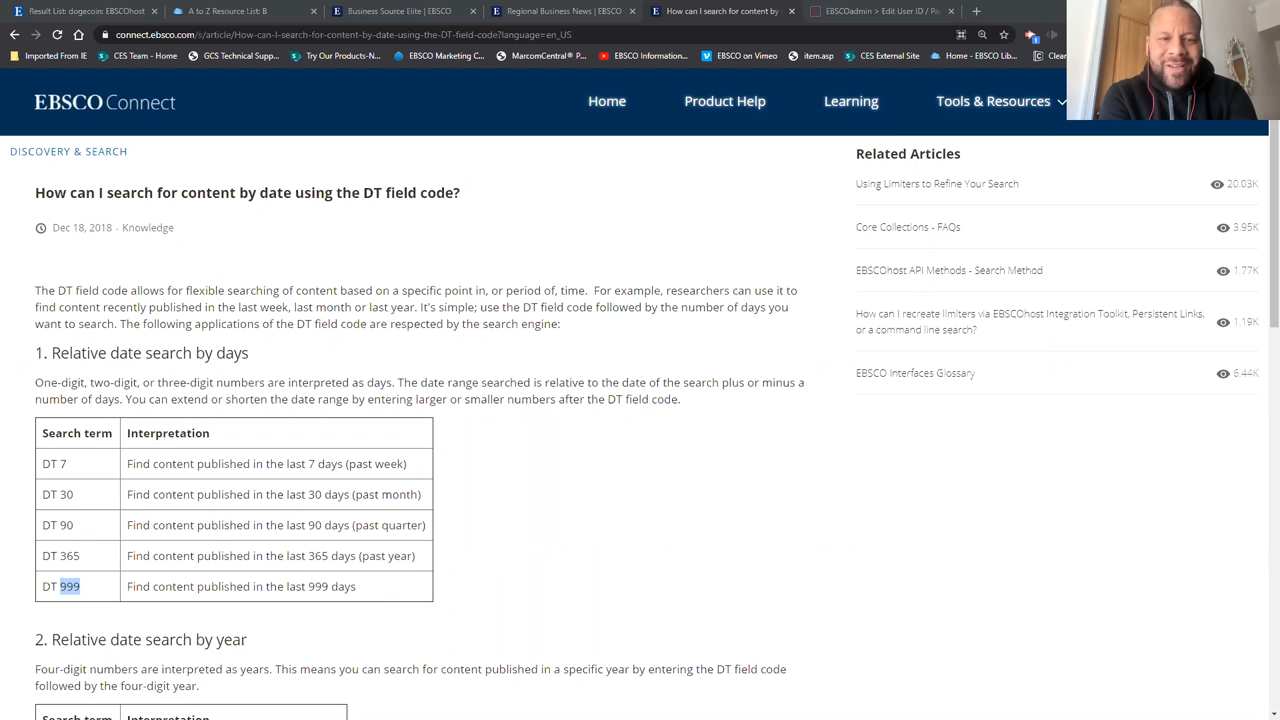 Result List: dogecoin: EBSCOhost
A to Z Resource List: B
Business Source Elite | EBSCO
Regional Business News | EBSCO
How can I search for content by
EBSCOadmin > Edit User ID / Pa
connect.ebsco.com/s/article/How-can-I-search-for-content-by-date-using-the-DT-field-code?language=en_US
Imported From IE
CES Team - Home
GCS Technical Supp...
Try Our Products-N...
EBSCO Marketing C...
MarcomCentral® P...
EBSCO Information...
EBSCO on Vimeo
item.asp
CES External Site
Home - EBSCO Lib...
Clean
EBSCO Connect
Home
Product Help
Learning
Tools & Resources
DISCOVERY & SEARCH
How can I search for content by date using the DT field code?
Dec 18, 2018 · Knowledge
The DT field code allows for flexible searching of content based on a specific point in, or period of, time. For example, researchers can use it to
find content recently published in the last week, last month or last year. It's simple; use the DT field code followed by the number of days you
want to search. The following applications of the DT field code are respected by the search engine:
1. Relative date search by days
One-digit, two-digit, or three-digit numbers are interpreted as days. The date range searched is relative to the date of the search plus or minus a
number of days. You can extend or shorten the date range by entering larger or smaller numbers after the DT field code.
Search term Interpretation
DT 7 Find content published in the last 7 days (past week)
DT 30 Find content published in the last 30 days (past month)
DT 90 Find content published in the last 90 days (past quarter)
DT 365 Find content published in the last 365 days (past year)
DT 999 Find content published in the last 999 days
2. Relative date search by year
Four-digit numbers are interpreted as years. This means you can search for content published in a specific year by entering the DT field code
followed by the four-digit year.
Search term Interpretation
Related Articles
Using Limiters to Refine Your Search 20.03K
Core Collections - FAQs 3.95K
EBSCOhost API Methods - Search Method 1.77K
How can I recreate limiters via EBSCOhost Integration Toolkit, Persistent Links,
or a command line search? 1.19K
EBSCO Interfaces Glossary 6.44K